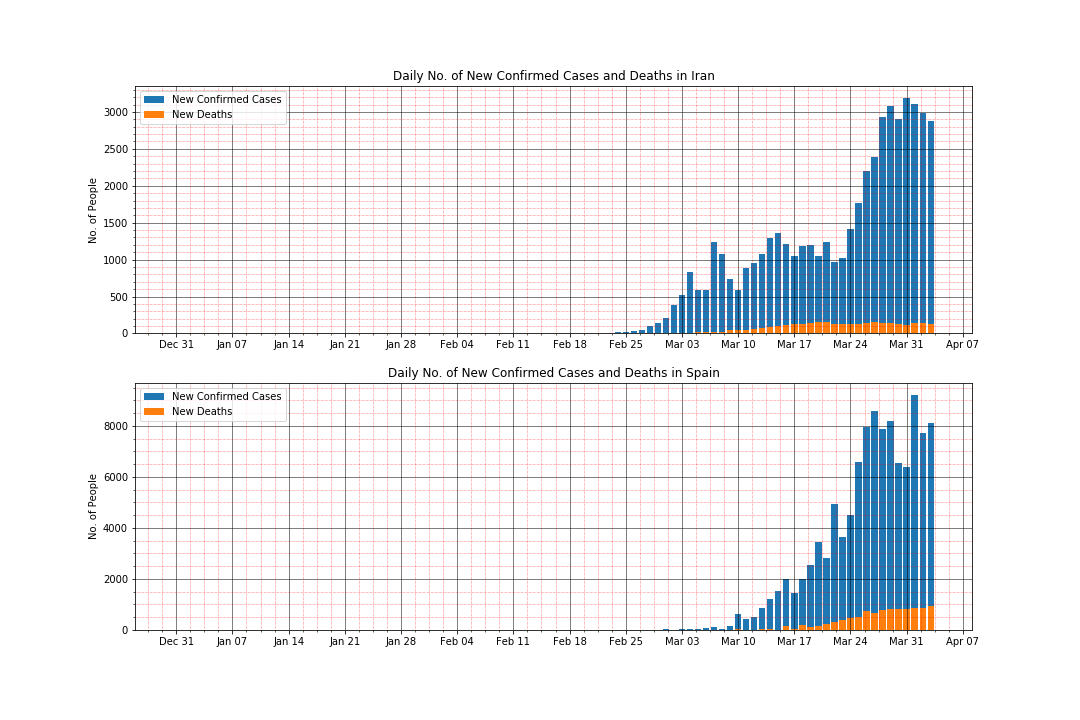 Daily No. of New Confirmed Cases and Deaths in Iran
New Confirmed Cases
New Deaths
No. of People
3000
2500
2000
1500
1000
500
0
Dec 31 Jan 07 Jan 14 Jan 21 Jan 28 Feb 04 Feb 11 Feb 18 Feb 25 Mar 03 Mar 10 Mar 17 Mar 24 Mar 31 Apr 07
Daily No. of New Confirmed Cases and Deaths in Spain
New Confirmed Cases
New Deaths
No. of People
8000
6000
4000
2000
0
Dec 31 Jan 07 Jan 14 Jan 21 Jan 28 Feb 04 Feb 11 Feb 18 Feb 25 Mar 03 Mar 10 Mar 17 Mar 24 Mar 31 Apr 07